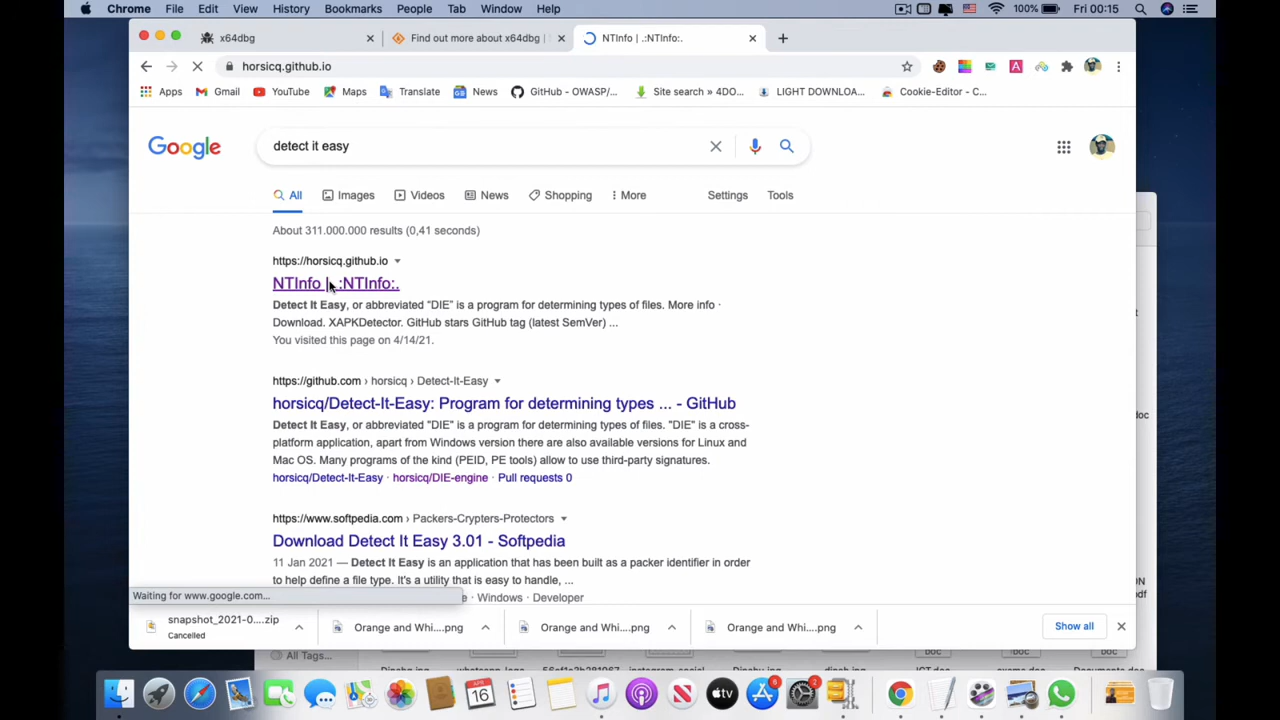 Chrome File Edit View History Bookmarks People Tab Window Help 100% Fri 00:15
x64dbg
Find out more about x64dbg |
NTInfo | .:NTInfo:.
horsicq.github.io
Apps Gmail YouTube Maps Translate News GitHub - OWASP/... Site search » 4DO... LIGHT DOWNLOA... Cookie-Editor - C...
Google
detect it easy
All Images Videos News Shopping More Settings Tools
About 311.000.000 results (0,41 seconds)
https://horsicq.github.io
NTInfo | .:NTInfo:.
Detect It Easy, or abbreviated “DIE” is a program for determining types of files. More info ·
Download. XAPKDetector. GitHub stars GitHub tag (latest SemVer) ...
You visited this page on 4/14/21.
https://github.com › horsicq › Detect-It-Easy
horsicq/Detect-It-Easy: Program for determining types ... - GitHub
Detect It Easy, or abbreviated "DIE" is a program for determining types of files. "DIE" is a cross-
platform application, apart from Windows version there are also available versions for Linux and
Mac OS. Many programs of the kind (PEID, PE tools) allow to use third-party signatures.
horsicq/Detect-It-Easy · horsicq/DIE-engine · Pull requests 0
https://www.softpedia.com › Packers-Crypters-Protectors
Download Detect It Easy 3.01 - Softpedia
11 Jan 2021 — Detect It Easy is an application that has been built as a packer identifier in order
to help define a file type. It's a utility that is easy to handle, ...
Waiting for www.google.com...
· Windows · Developer
snapshot_2021-0....zip
Cancelled
Orange and Whi....png
Orange and Whi....png
Orange and Whi....png
Show all
All Tags...
APR
16
tv
6
2